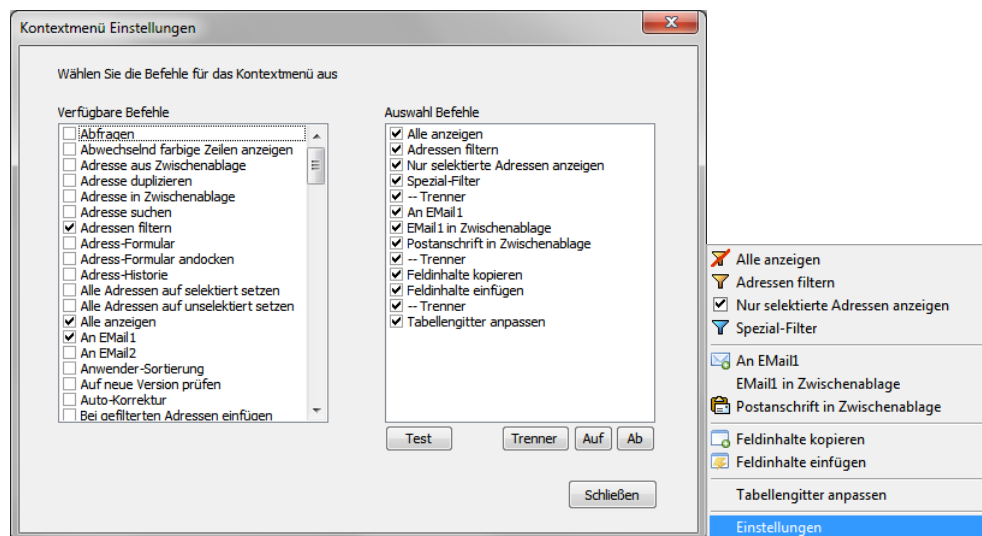 Kontextmenü Einstellungen
Wählen Sie die Befehle für das Kontextmenü aus
Verfügbare Befehle
Abfragen
Abwechselnd farbige Zeilen anzeigen
Adresse aus Zwischenablage
Adresse duplizieren
Adresse in Zwischenablage
Adresse suchen
Adressen filtern
Adress-Formular
Adress-Formular andocken
Adress-Historie
Alle Adressen auf selektiert setzen
Alle Adressen auf unselektiert setzen
Alle anzeigen
An EMail1
An EMail2
Anwender-Sortierung
Auf neue Version prüfen
Auto-Korrektur
Bei gefilterten Adressen einfügen
Auswahl Befehle
Alle anzeigen
Adressen filtern
Nur selektierte Adressen anzeigen
Spezial-Filter
-- Trenner
An EMail1
EMail1 in Zwischenablage
Postanschrift in Zwischenablage
-- Trenner
Feldinhalte kopieren
Feldinhalte einfügen
-- Trenner
Tabellengitter anpassen
Test
Trenner
Auf
Ab
Schließen
Alle anzeigen
Adressen filtern
Nur selektierte Adressen anzeigen
Spezial-Filter
An EMail1
EMail1 in Zwischenablage
Postanschrift in Zwischenablage
Feldinhalte kopieren
Feldinhalte einfügen
Tabellengitter anpassen
Einstellungen